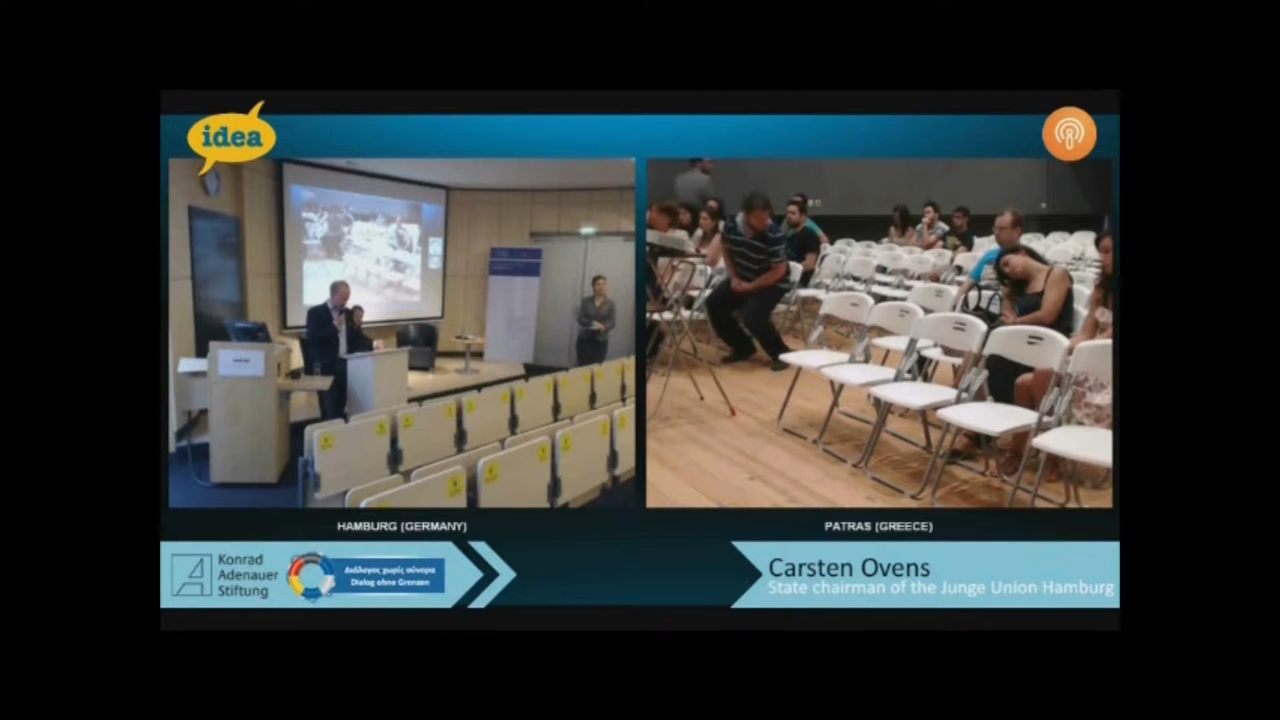 idea
HAMBURG (GERMANY)
PATRAS (GREECE)
Konrad
Adenauer
Stiftung
Διάλογος χωρίς σύνορα
Dialog ohne Grenzen
Carsten Ovens
State chairman of the Junge Union Hamburg